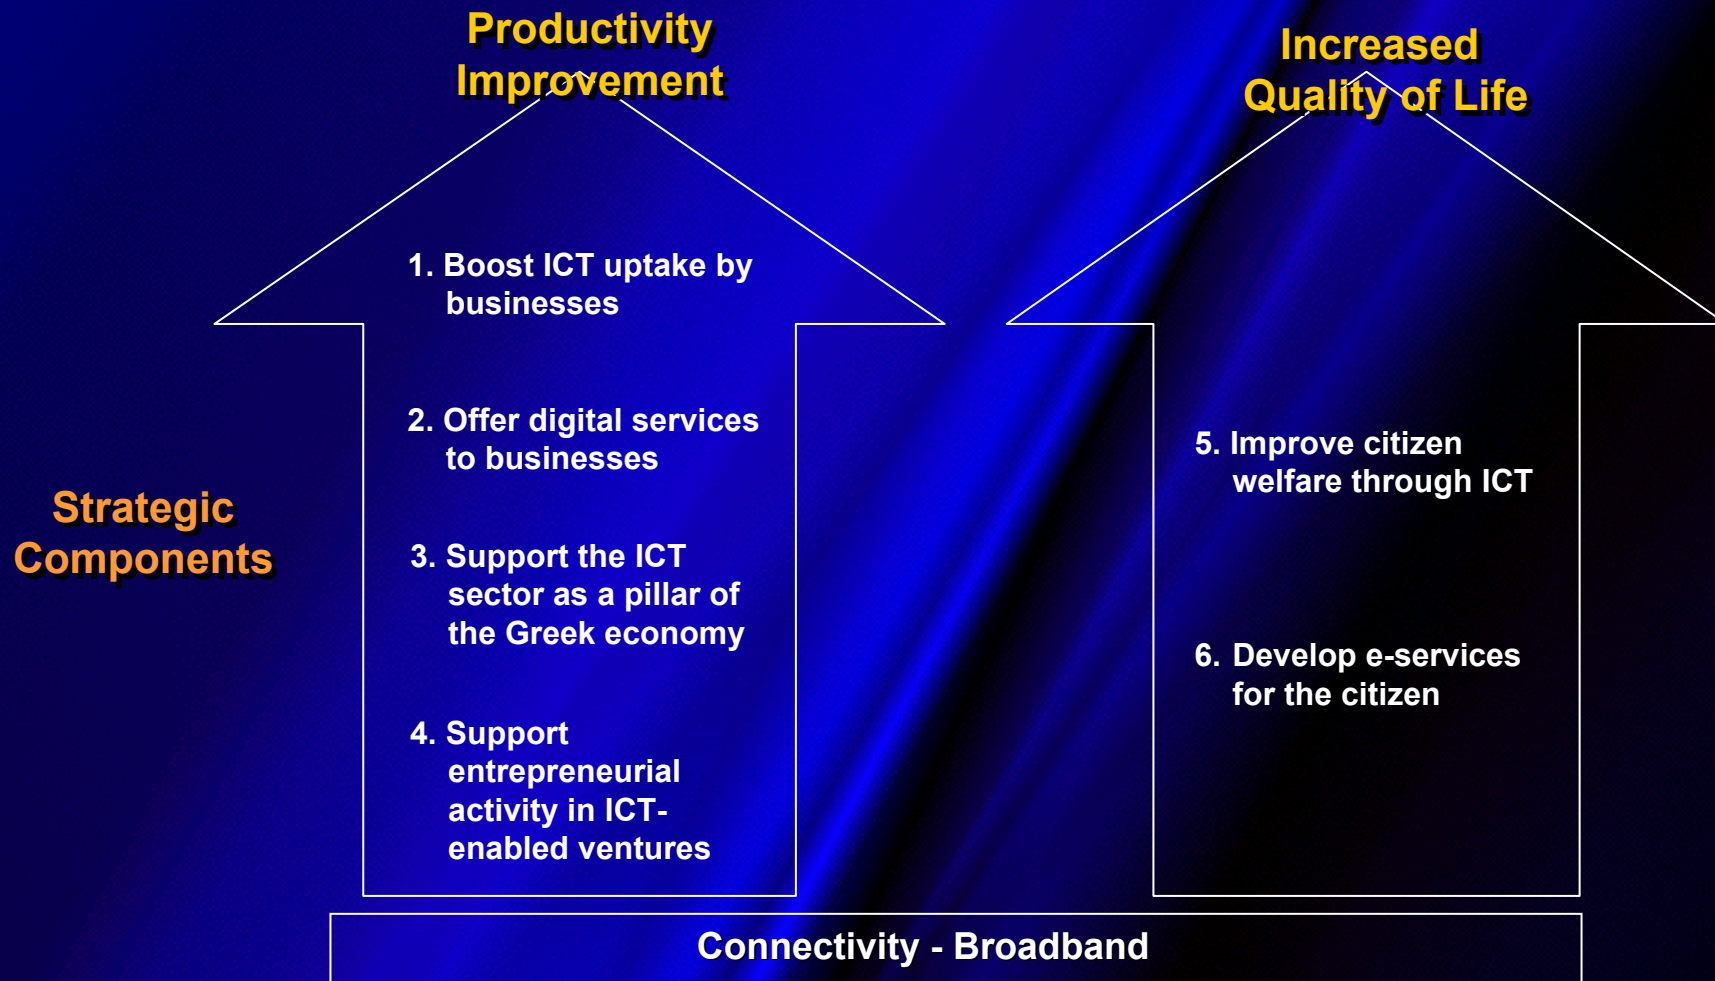 Productivity
Improvement
Increased
Quality of Life
Strategic
Components
1. Boost ICT uptake by
businesses
2. Offer digital services
to businesses
3. Support the ICT
sector as a pillar of
the Greek economy
4. Support
entrepreneurial
activity in ICT-
enabled ventures
5. Improve citizen
welfare through ICT
6. Develop e-services
for the citizen
Connectivity - Broadband